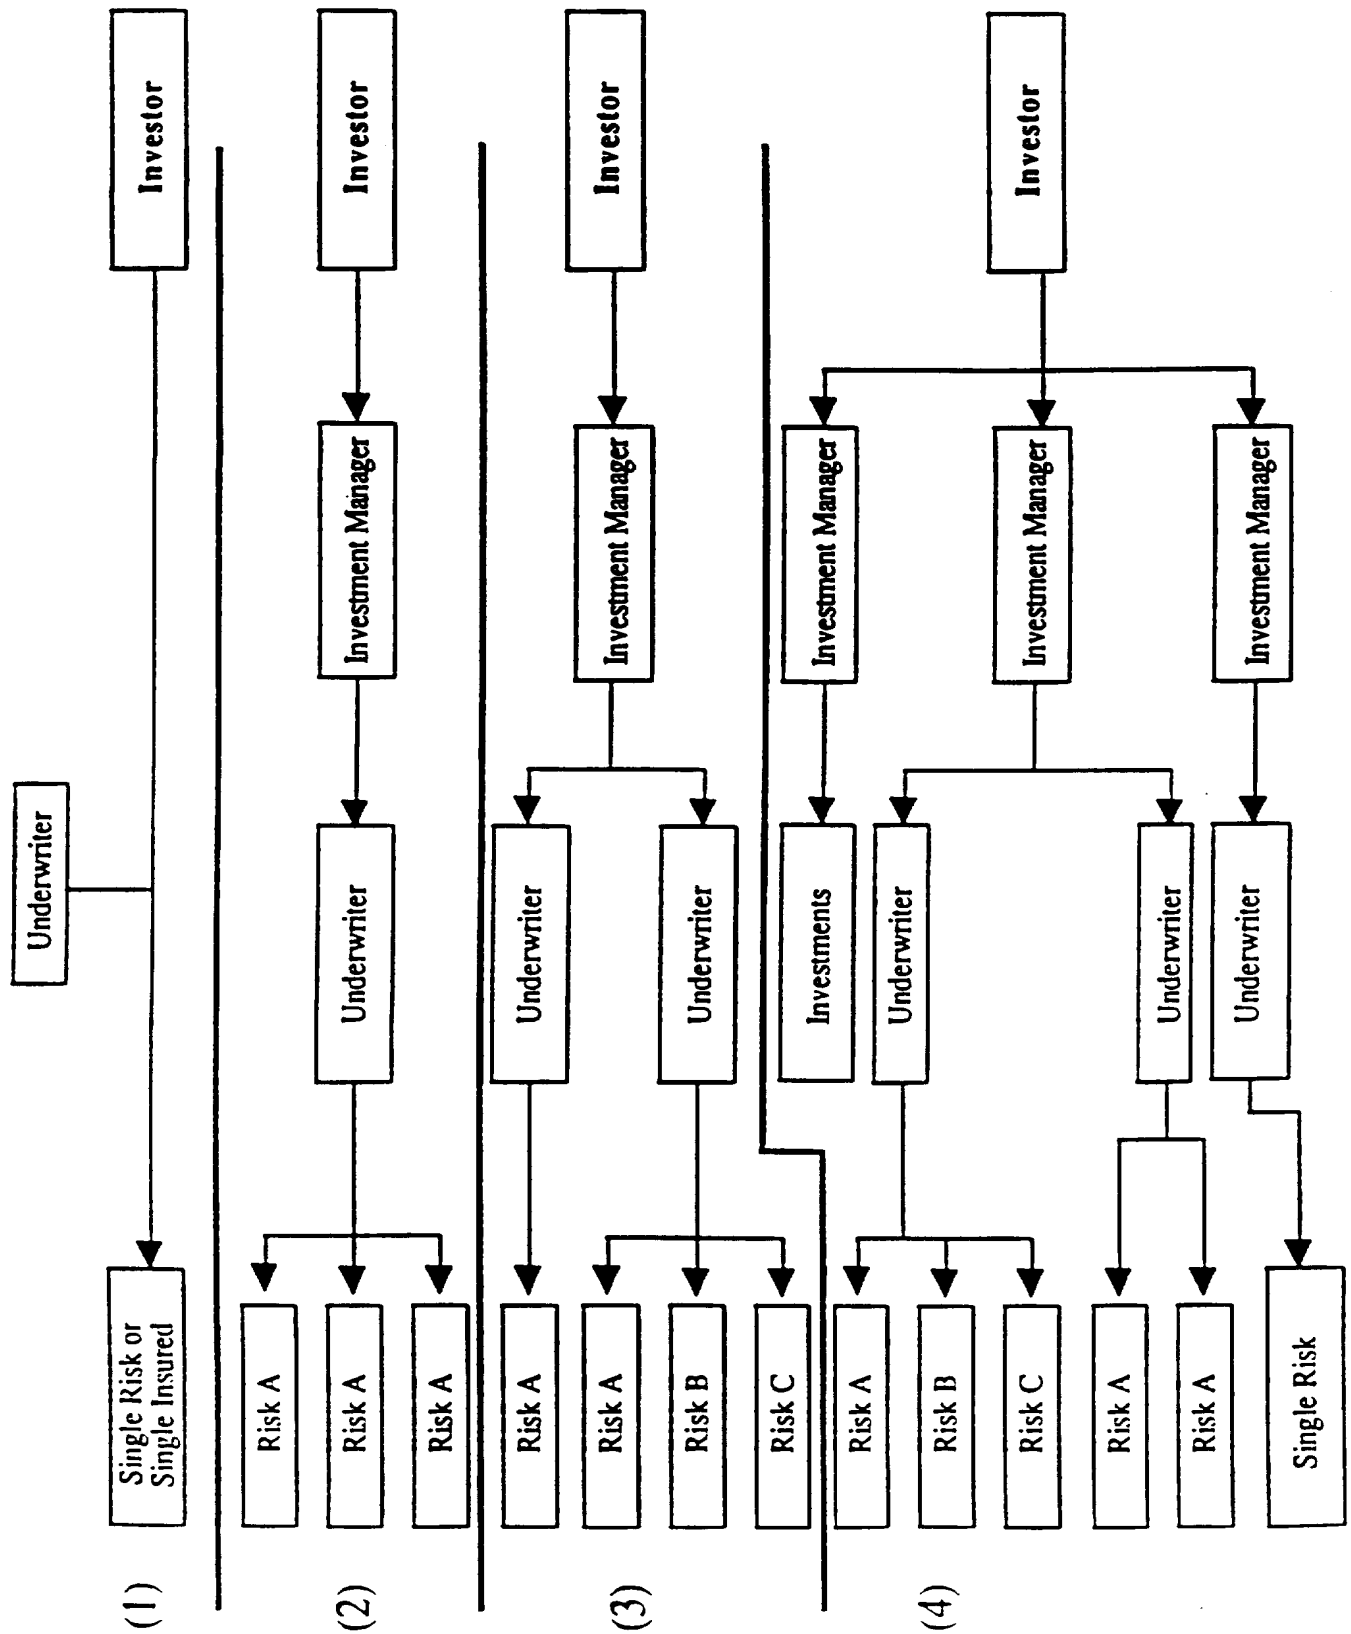 Underwriter
(1)
Single Risk or
Single Insured
Investor
(2)
Risk A
Risk A
Risk A
Underwriter
Investment Manager
Investor
(3)
Risk A
Risk A
Risk B
Risk C
Underwriter
Underwriter
Investment Manager
Investor
(4)
Risk A
Risk B
Risk C
Risk A
Risk A
Single Risk
Investments
Underwriter
Underwriter
Underwriter
Investment Manager
Investment Manager
Investment Manager
Investor